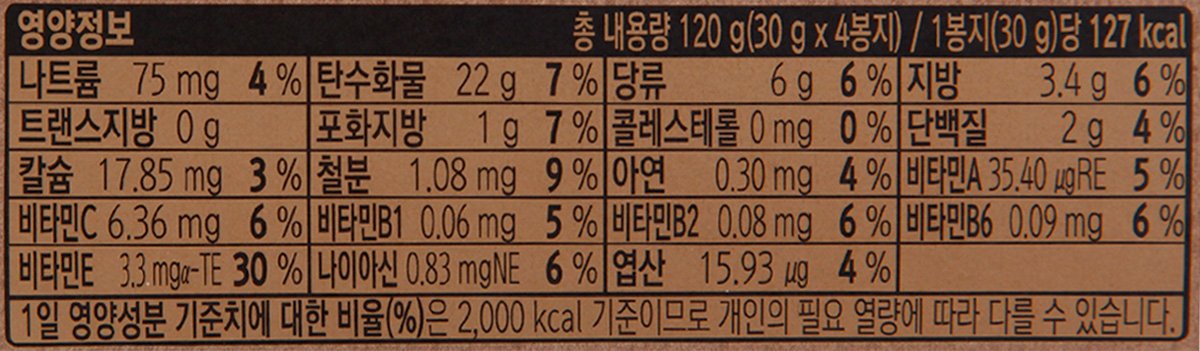 영양정보 총 내용량 120 g(30 g x 4봉지) / 1봉지(30 g)당 127 kcal
나트륨 75 mg 4 % 탄수화물 22 g 7 % 당류 6 g 6 % 지방 3.4 g 6 %
트랜스지방 0 g 포화지방 1 g 7 % 콜레스테롤 0 mg 0 % 단백질 2 g 4 %
칼슘 17.85 mg 3 % 철분 1.08 mg 9 % 아연 0.30 mg 4 % 비타민A 35.40 µgRE 5 %
비타민C 6.36 mg 6 % 비타민B1 0.06 mg 5 % 비타민B2 0.08 mg 6 % 비타민B6 0.09 mg 6 %
비타민E 3.3 mgα-TE 30 % 나이아신 0.83 mgNE 6 % 엽산 15.93 µg 4 %
1일 영양성분 기준치에 대한 비율(%)은 2,000 kcal 기준이므로 개인의 필요 열량에 따라 다를 수 있습니다.